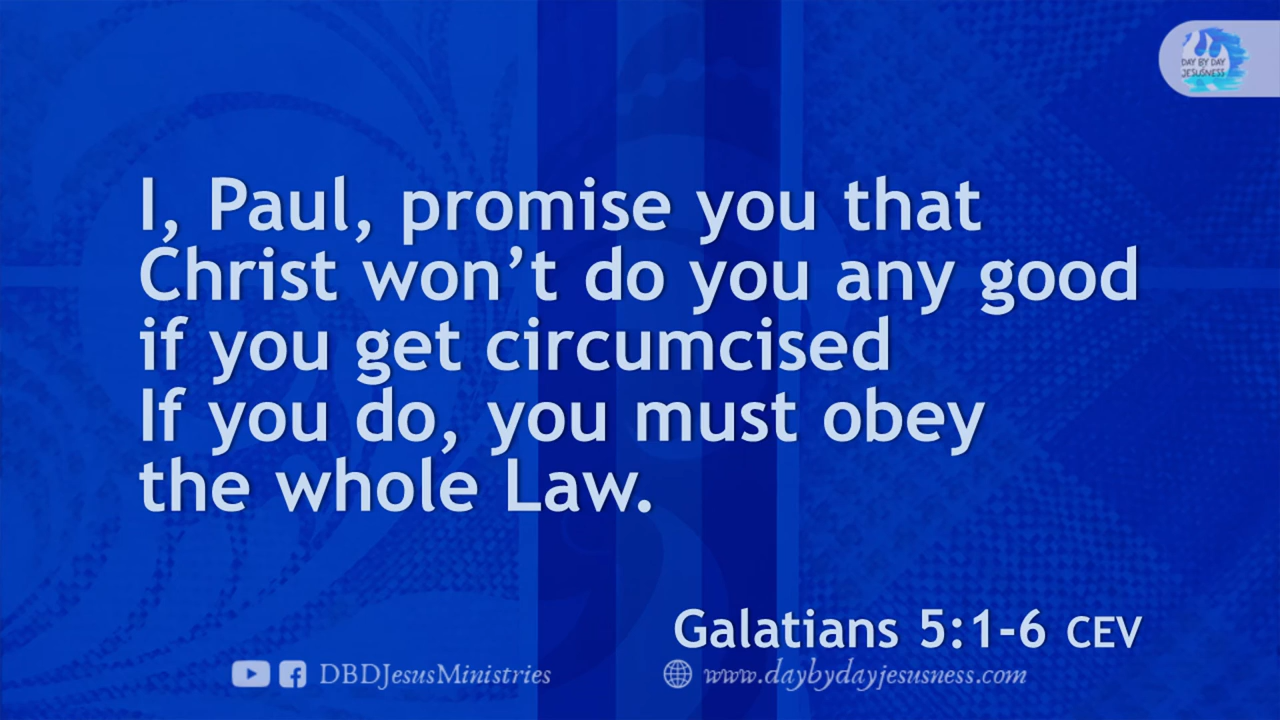 DAY BY DAY
JESUSNESS
I, Paul, promise you that
Christ won’t do you any good
if you get circumcised
If you do, you must obey
the whole Law.
Galatians 5:1-6 CEV
DBDJesusMinistries
www.daybydayjesusness.com